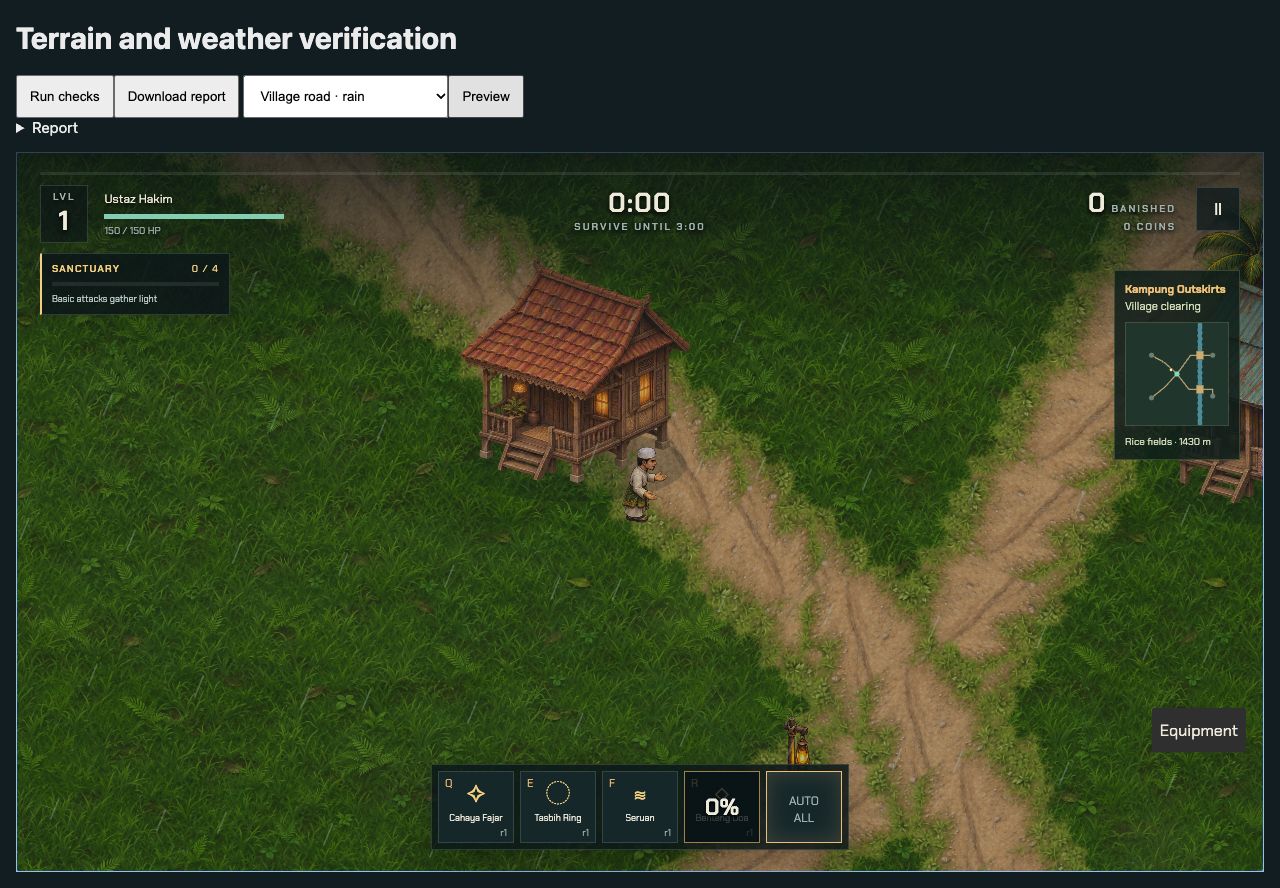 Terrain and weather verification
Run checks
Download report
Village road · rain
Preview
Report
LVL
1
Ustaz Hakim
150 / 150 HP
0:00
SURVIVE UNTIL 3:00
0 BANISHED
0 COINS
II
SANCTUARY 0 / 4
Basic attacks gather light
Kampung Outskirts
Village clearing
Rice fields · 1430 m
Equipment
Q
Cahaya Fajar
r1
E
Tasbih Ring
r1
F
Seruan
r1
R
0%
Benteng Doa
r1
AUTO
ALL